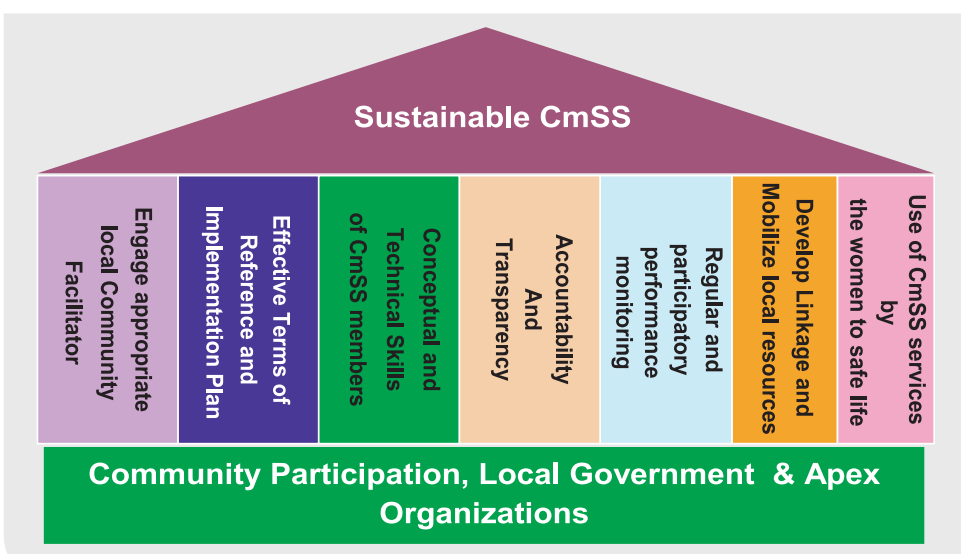 Sustainable CmSS
Engage appropriate
local Community
Facilitator
Effective Terms of
Reference and
Implementation Plan
Conceptual and
Technical Skills
of CmSS members
Accountability
And
Transparency
Regular and
participatory
performance
monitoring
Develop Linkage and
Mobilize local resources
Use of CmSS services
by
the women to safe life
Community Participation, Local Government & Apex
Organizations